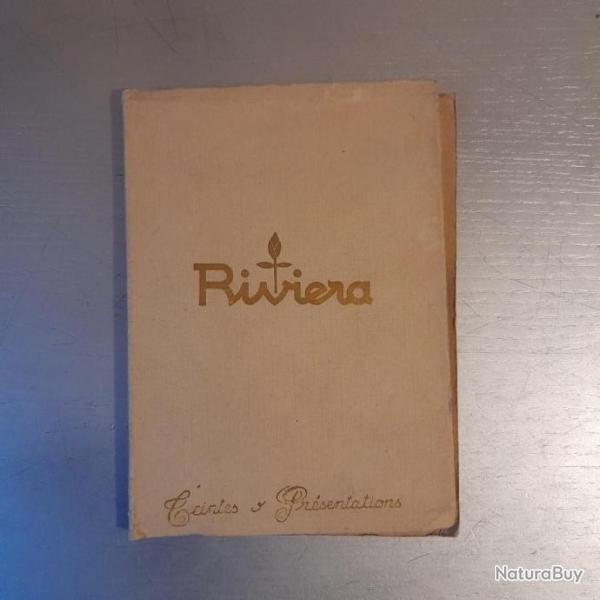 Riviera
Teintes & Présentations
NaturaBuy